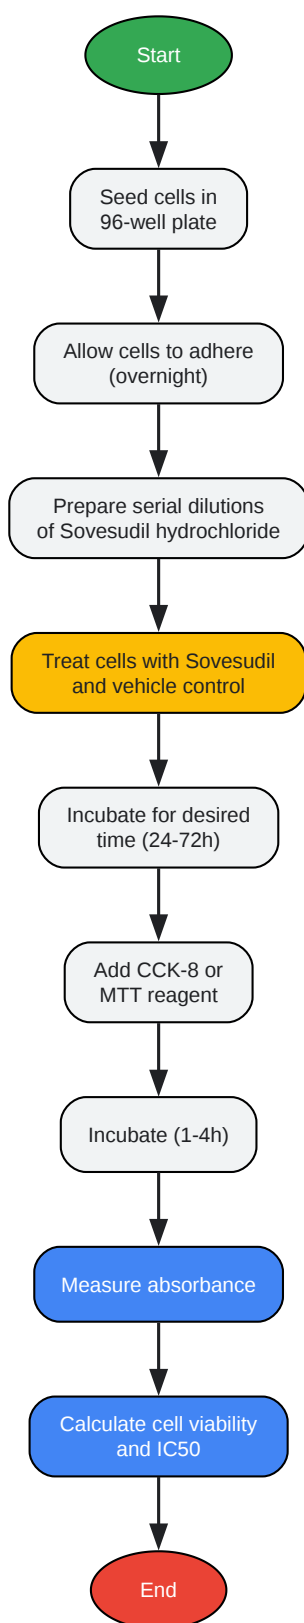 Start
Seed cells in
96-well plate
Allow cells to adhere
(overnight)
Prepare serial dilutions
of Sovesudil hydrochloride
Treat cells with Sovesudil
and vehicle control
Incubate for desired
time (24-72h)
Add CCK-8 or
MTT reagent
Incubate (1-4h)
Measure absorbance
Calculate cell viability
and IC50
End